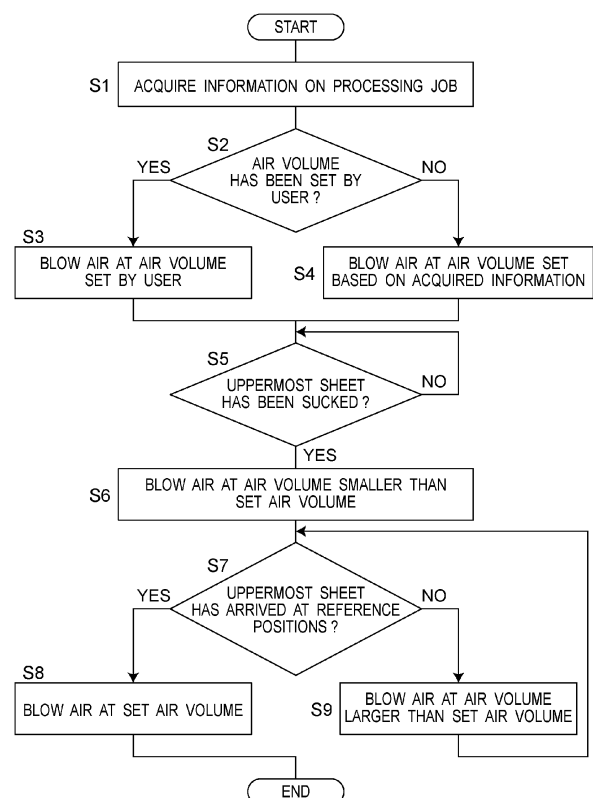 START
S1
ACQUIRE INFORMATION ON PROCESSING JOB
S2
AIR VOLUME
HAS BEEN SET BY
USER?
YES
NO
S3
BLOW AIR AT AIR VOLUME
SET BY USER
S4
BLOW AIR AT AIR VOLUME SET
BASED ON ACQUIRED INFORMATION
S5
UPPERMOST SHEET
HAS BEEN SUCKED?
NO
YES
S6
BLOW AIR AT AIR VOLUME SMALLER THAN
SET AIR VOLUME
S7
UPPERMOST SHEET
HAS ARRIVED AT REFERENCE
POSITIONS?
YES
NO
S8
BLOW AIR AT SET AIR VOLUME
S9
BLOW AIR AT AIR VOLUME
LARGER THAN SET AIR VOLUME
END